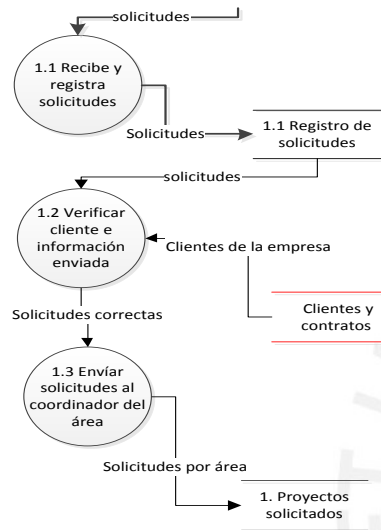 solicitudes
1.1 Recibe y
registra
solicitudes
Solicitudes
1.1 Registro de
solicitudes
solicitudes
1.2 Verificar
cliente e
información
enviada
Clientes de la empresa
Solicitudes correctas
Clientes y
contratos
1.3 Envíar
solicitudes al
coordinador del
área
Solicitudes por área
1. Proyectos
solicitados